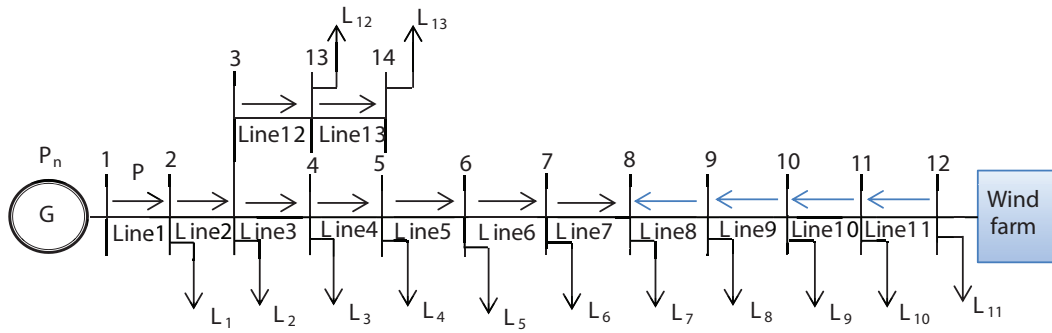 L12 L13
3 13 14
Line12 Line13
Pn 1 P 2 4 5 6 7 8 9 10 11 12
G Wind farm
Line1 Line2 Line3 Line4 Line5 Line6 Line7 Line8 Line9 Line10 Line11
L1 L2 L3 L4 L5 L6 L7 L8 L9 L10 L11